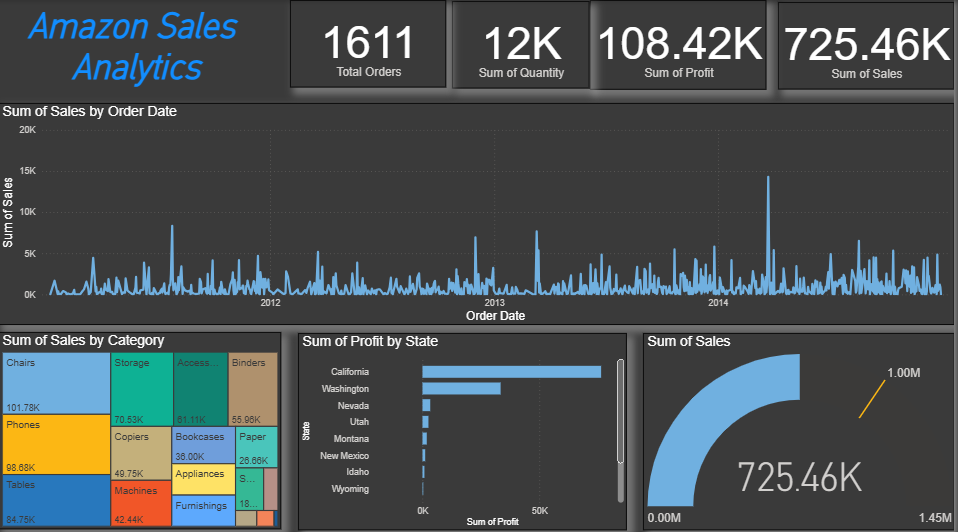 Amazon Sales
Analytics
1611
Total Orders
12K
Sum of Quantity
108.42K
Sum of Profit
725.46K
Sum of Sales
Sum of Sales by Order Date
Sum of Sales
20K
15K
10K
5K
0K
2012
2013
2014
Order Date
Sum of Sales by Category
Chairs
101.78K
Phones
98.68K
Tables
84.75K
Storage
70.53K
Access...
61.11K
Binders
55.96K
Copiers
49.75K
Machines
42.44K
Bookcases
36.00K
Appliances
Furnishings
Paper
26.66K
S...
18...
Sum of Profit by State
State
California
Washington
Nevada
Utah
Montana
New Mexico
Idaho
Wyoming
0K
50K
Sum of Profit
Sum of Sales
1.00M
725.46K
0.00M
1.45M